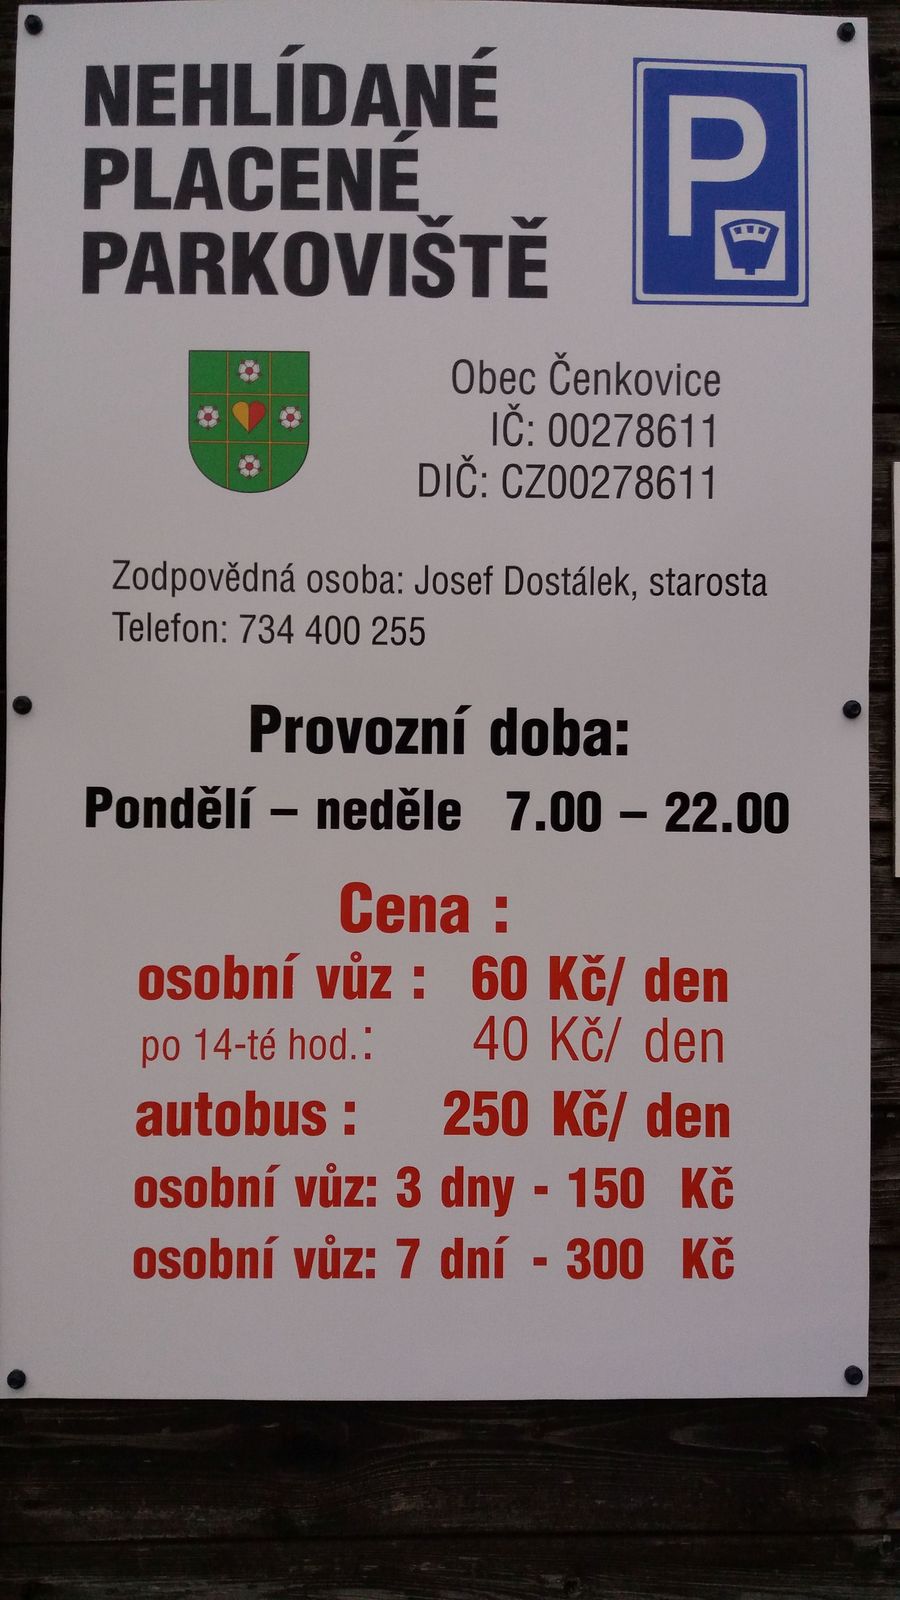 NEHLÍDANÉ
PLACENÉ
PARKOVIŠTĚ
P
Obec Čenkovice
IČ: 00278611
DIČ: CZ00278611
Zodpovědná osoba: Josef Dostálek, starosta
Telefon: 734 400 255
Provozní doba:
Pondělí – neděle 7.00 – 22.00
Cena :
osobní vůz : 60 Kč/ den
po 14-té hod.: 40 Kč/ den
autobus : 250 Kč/ den
osobní vůz: 3 dny - 150 Kč
osobní vůz: 7 dní - 300 Kč